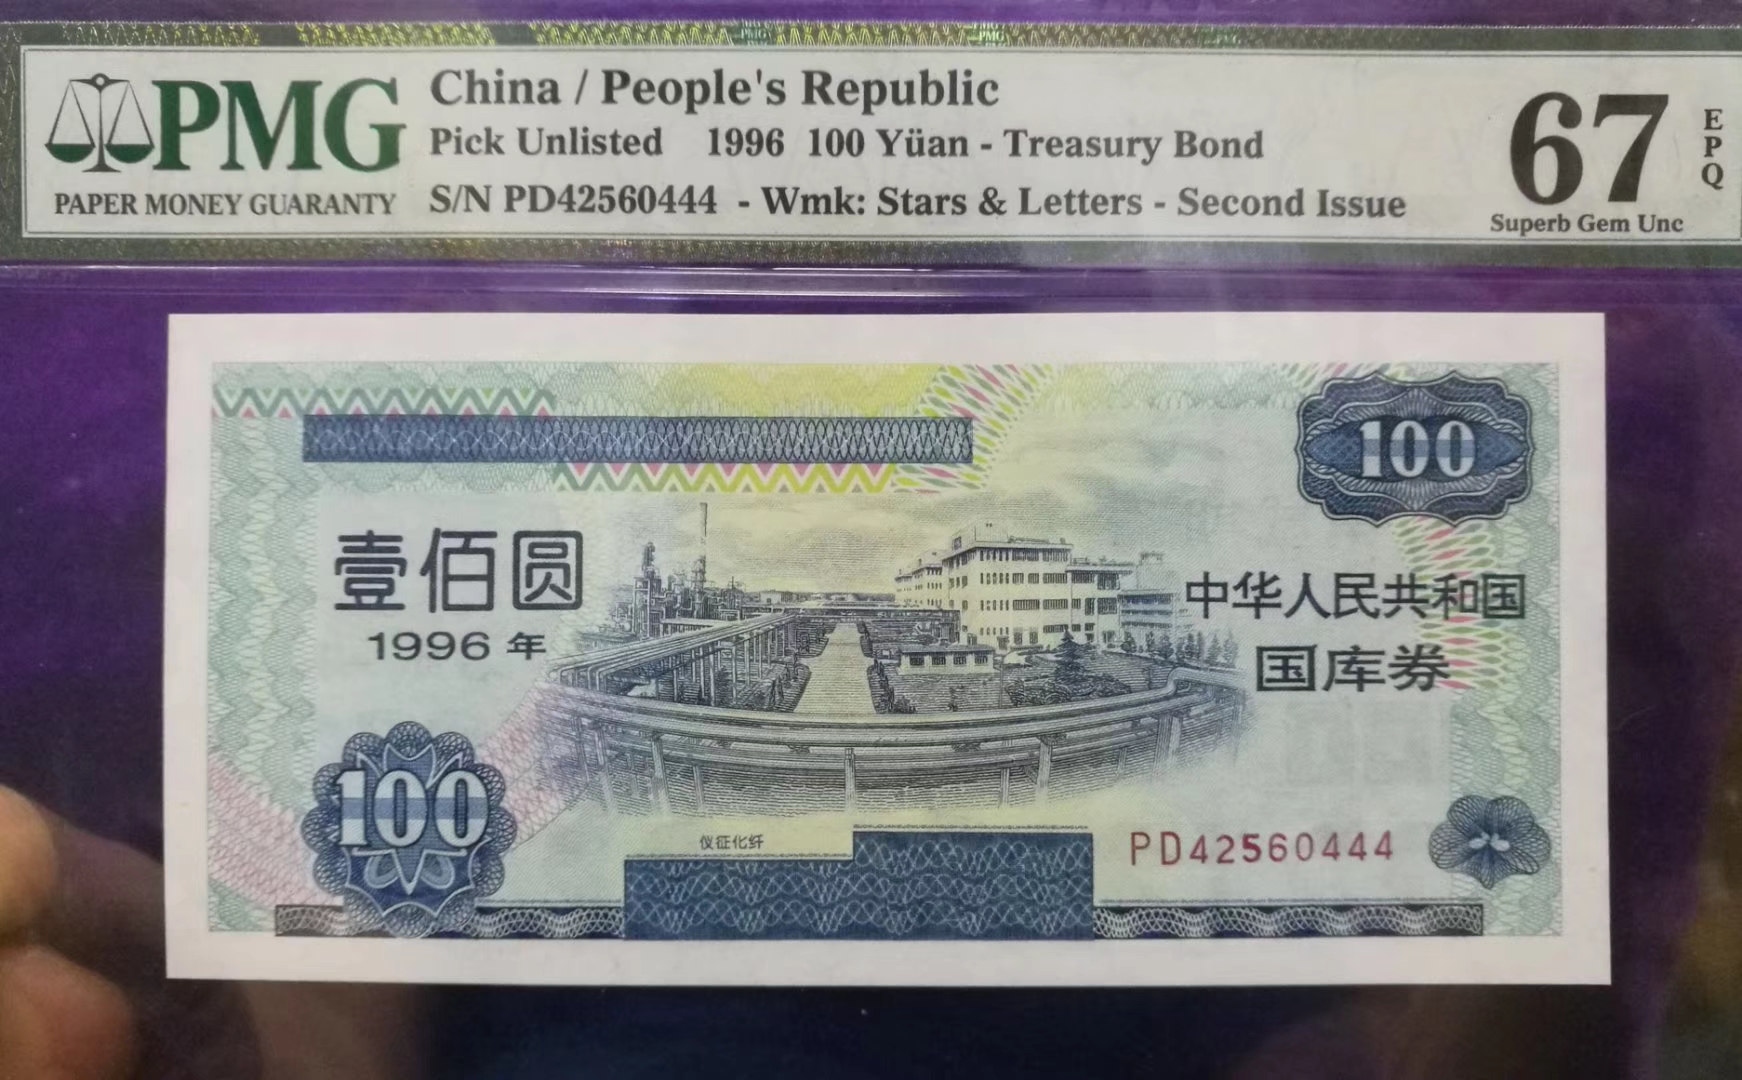 PMG
PAPER MONEY GUARANTY
China / People's Republic
Pick Unlisted 1996 100 Yüan - Treasury Bond
S/N PD42560444 - Wmk: Stars & Letters - Second Issue
67
EPQ
Superb Gem Unc
100
壹佰圆
1996 年
中华人民共和国
国库券
100
仪征化纤
PD42560444